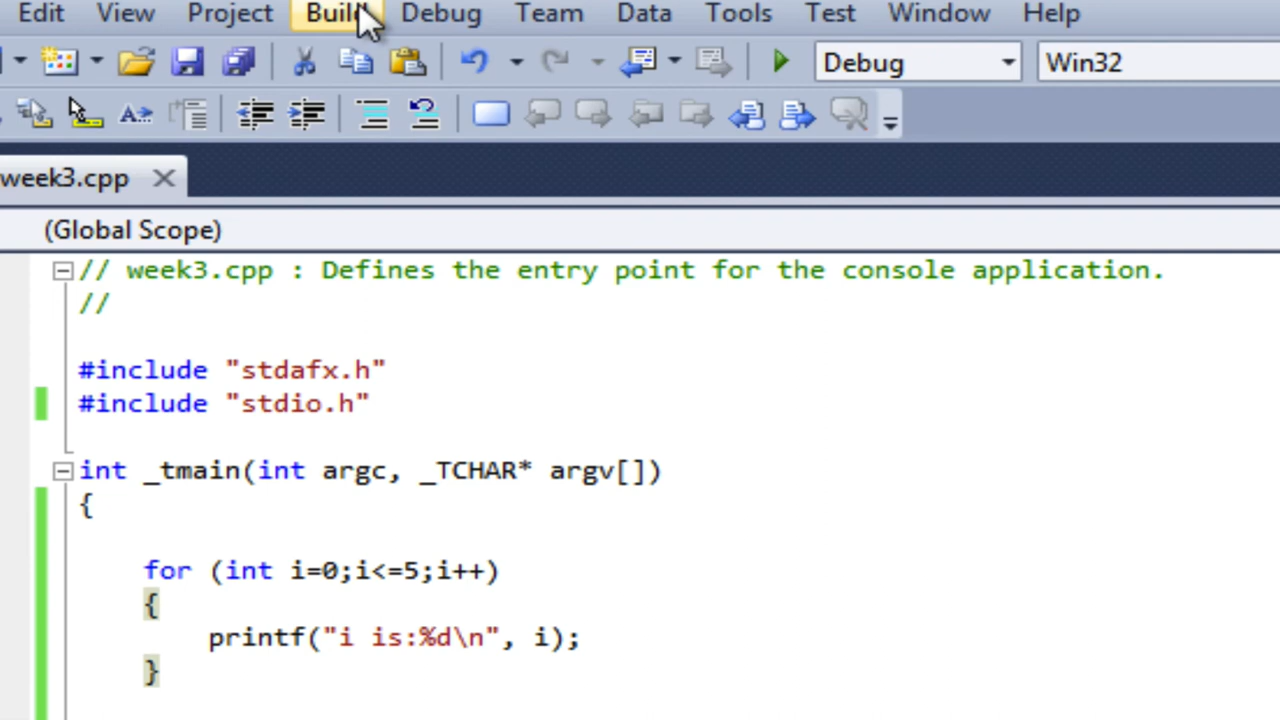 Edit View Project Build Debug Team Data Tools Test Window Help
Debug Win32
week3.cpp
(Global Scope)
// week3.cpp : Defines the entry point for the console application.
//
#include "stdafx.h"
#include "stdio.h"
int _tmain(int argc, _TCHAR* argv[])
{
for (int i=0;i<=5;i++)
{
printf("i is:%d\n", i);
}